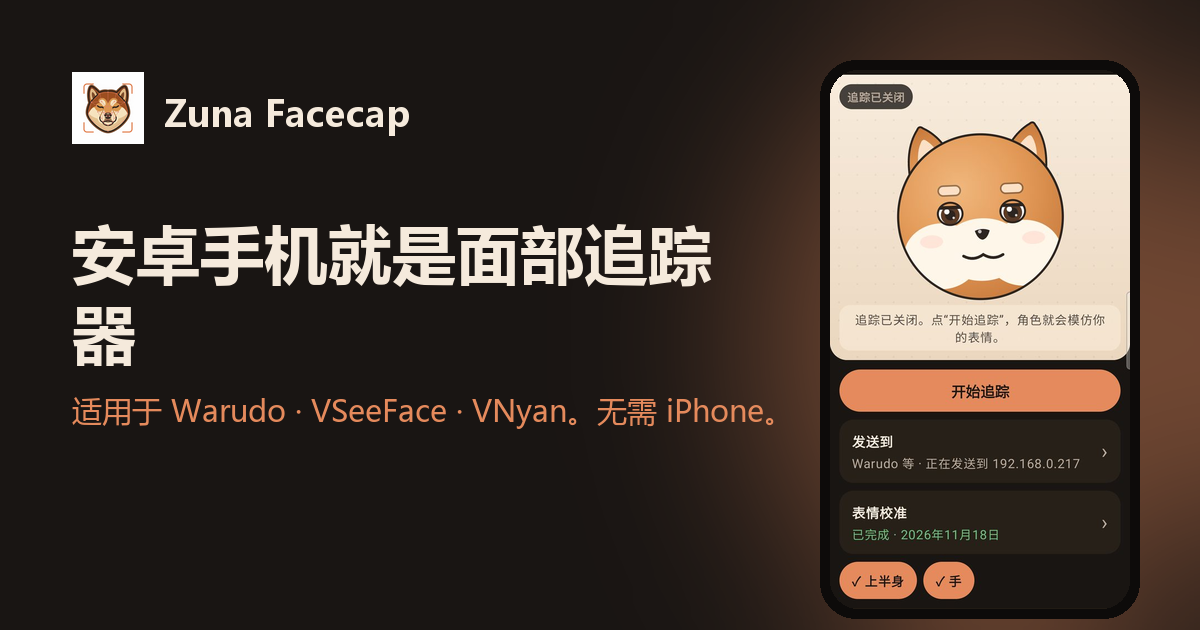 Zuna Facecap
安卓手机就是面部追踪
器
适用于 Warudo · VSeeFace · VNyan。无需 iPhone。
追踪已关闭
追踪已关闭。点“开始追踪”，角色就会模仿你
的表情。
开始追踪
发送到
Warudo 等 · 正在发送到 192.168.0.217
表情校准
已完成 · 2026年11月18日
✓ 上半身 ✓ 手